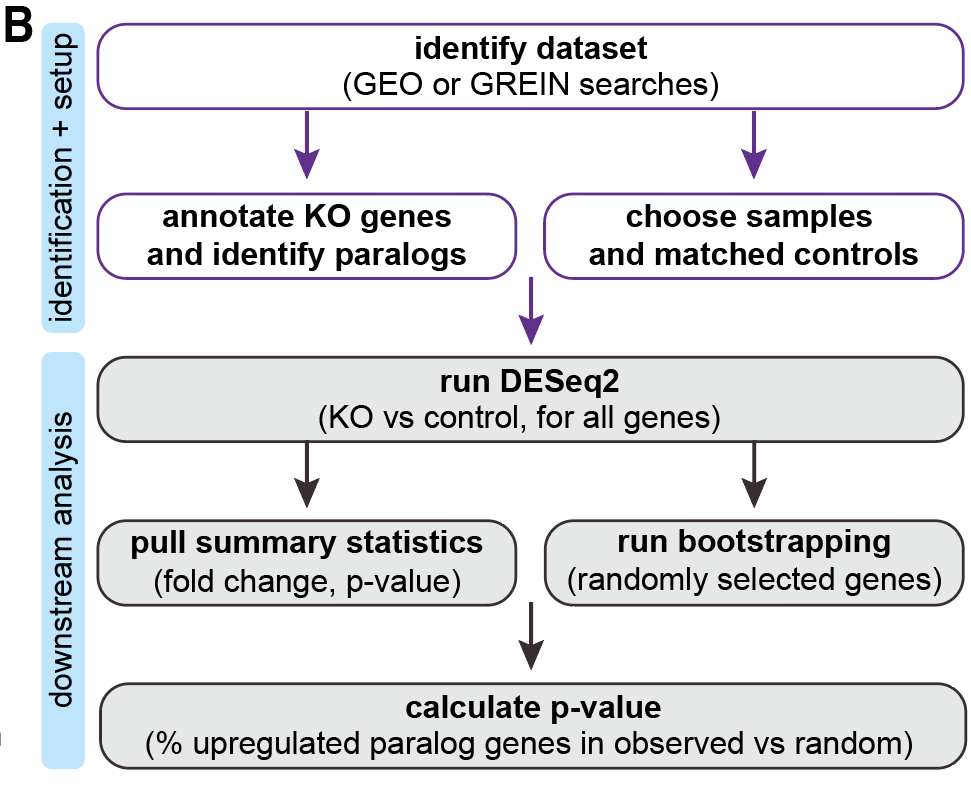 B
identification + setup
identify dataset
(GEO or GREIN searches)
annotate KO genes
and identify paralogs
choose samples
and matched controls
downstream analysis
run DESeq2
(KO vs control, for all genes)
pull summary statistics
(fold change, p-value)
run bootstrapping
(randomly selected genes)
calculate p-value
(% upregulated paralog genes in observed vs random)